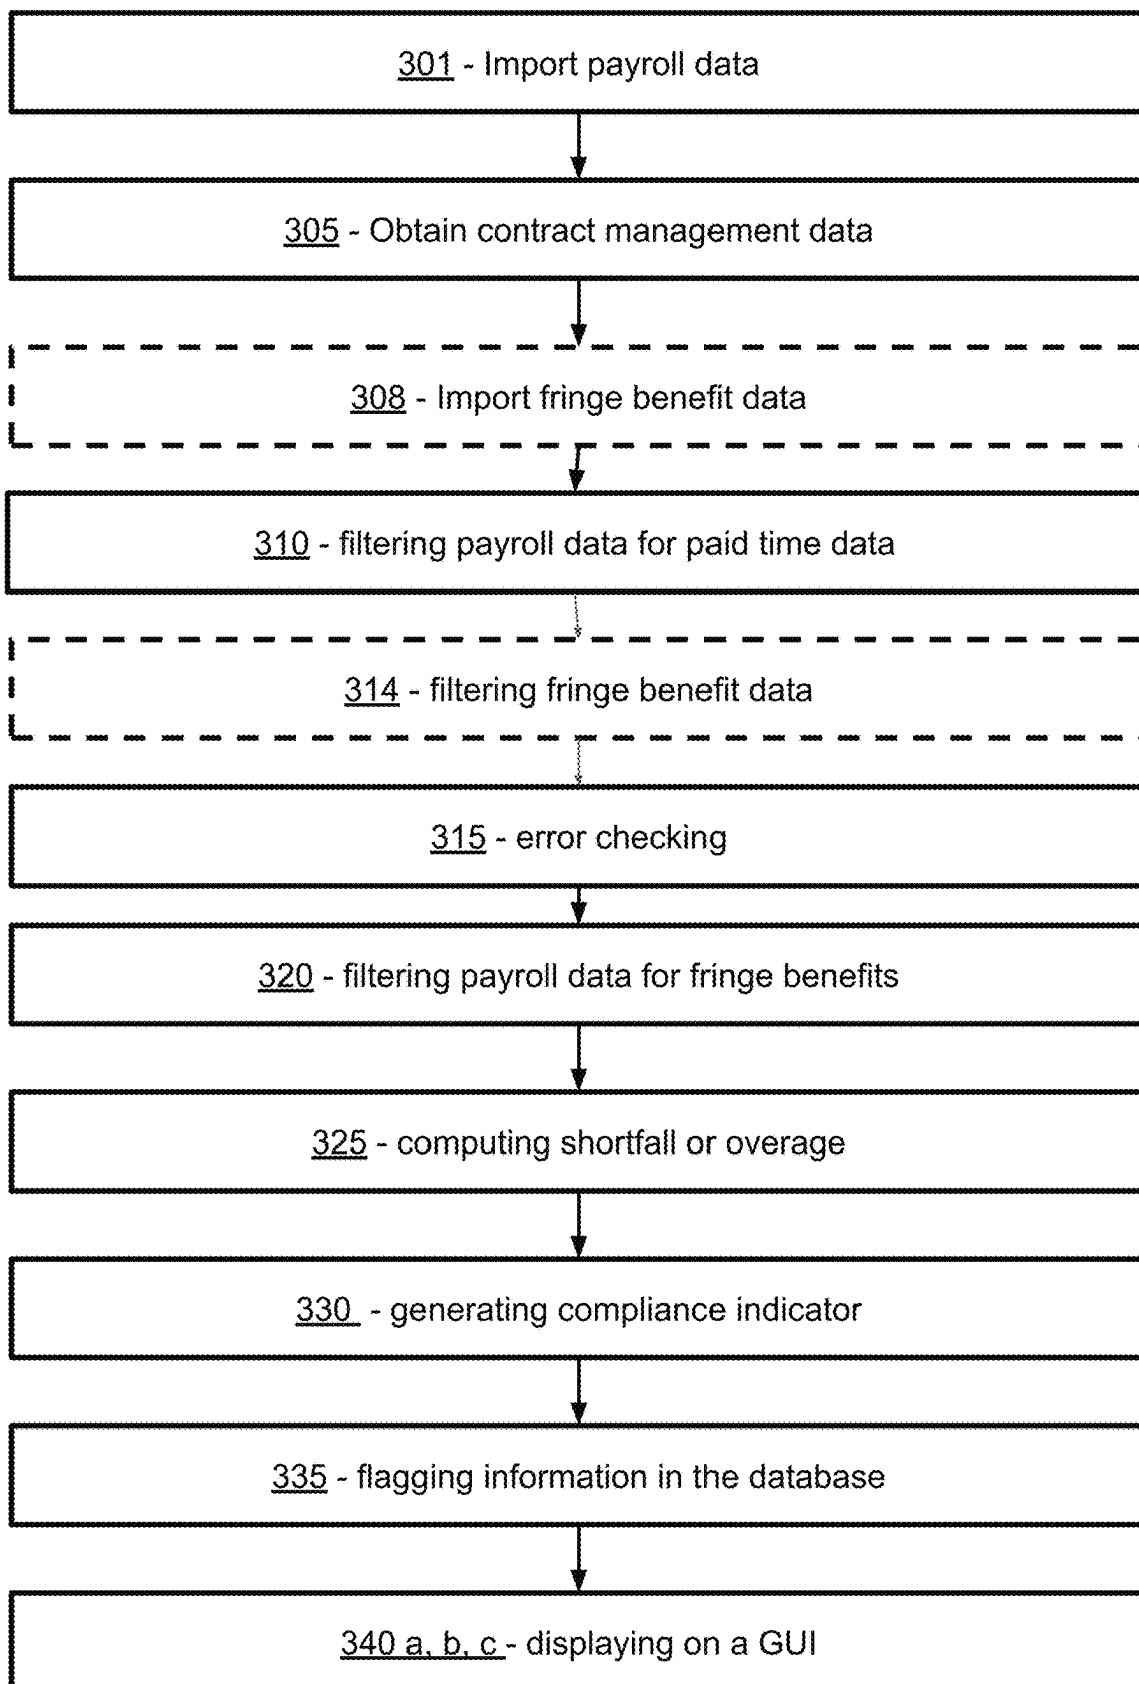 301 - Import payroll data
305 - Obtain contract management data
308 - Import fringe benefit data
310 - filtering payroll data for paid time data
314 - filtering fringe benefit data
315 - error checking
320 - filtering payroll data for fringe benefits
325 - computing shortfall or overage
330 - generating compliance indicator
335 - flagging information in the database
340 a, b, c - displaying on a GUI